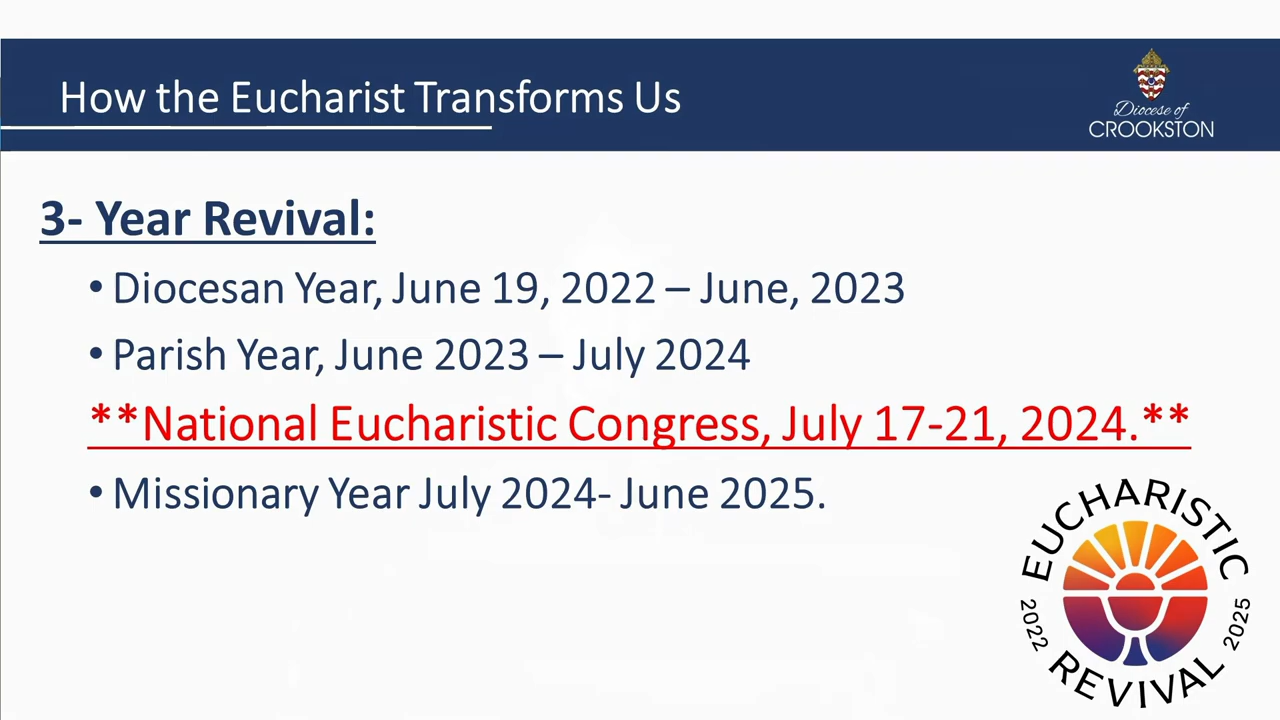 How the Eucharist Transforms Us
Diocese of
CROOKSTON
3- Year Revival:
• Diocesan Year, June 19, 2022 – June, 2023
• Parish Year, June 2023 – July 2024
**National Eucharistic Congress, July 17-21, 2024.**
• Missionary Year July 2024- June 2025.
EUCHARISTIC
2022
2025
REVIVAL